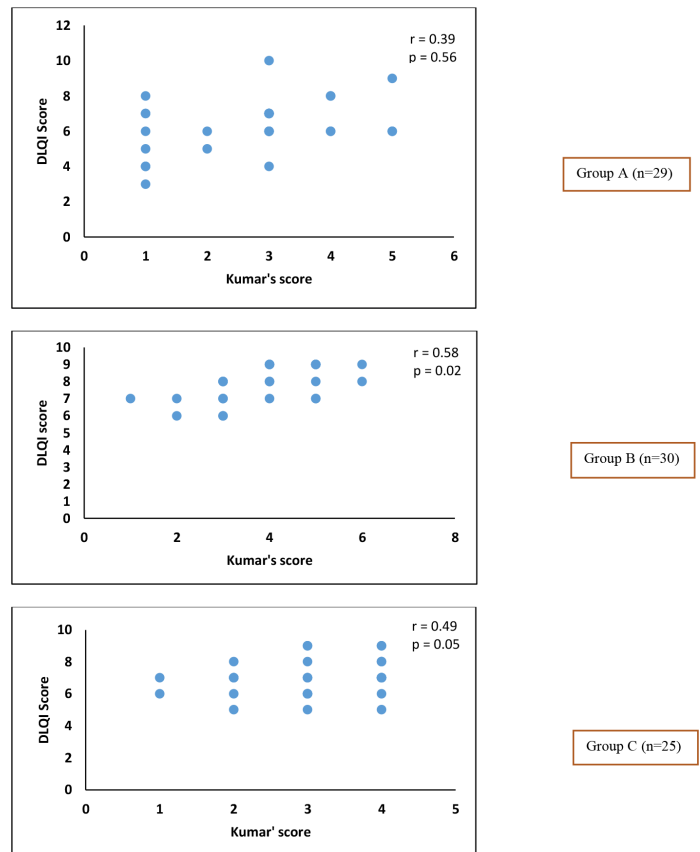 12
r = 0.39
10
p = 0.56
8
6
4
2
0
DLQI Score
0 1 2 3 4 5 6
Kumar's score
Group A (n=29)
10
r = 0.58
9
p = 0.02
8
7
6
5
4
3
2
1
0
DLQI score
0 2 4 6 8
Kumar's score
Group B (n=30)
10
r = 0.49
p = 0.05
8
6
4
2
0
DLQI Score
0 1 2 3 4 5
Kumar' score
Group C (n=25)